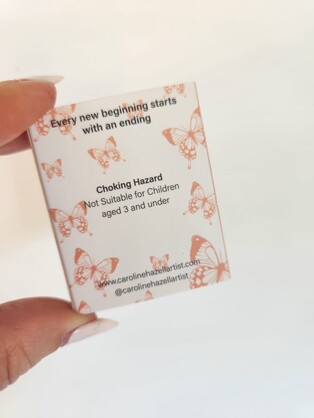 Every new beginning starts
with an ending
Choking Hazard
Not Suitable for Children
aged 3 and under
www.carolinehazellartist.com
@carolinehazellartist